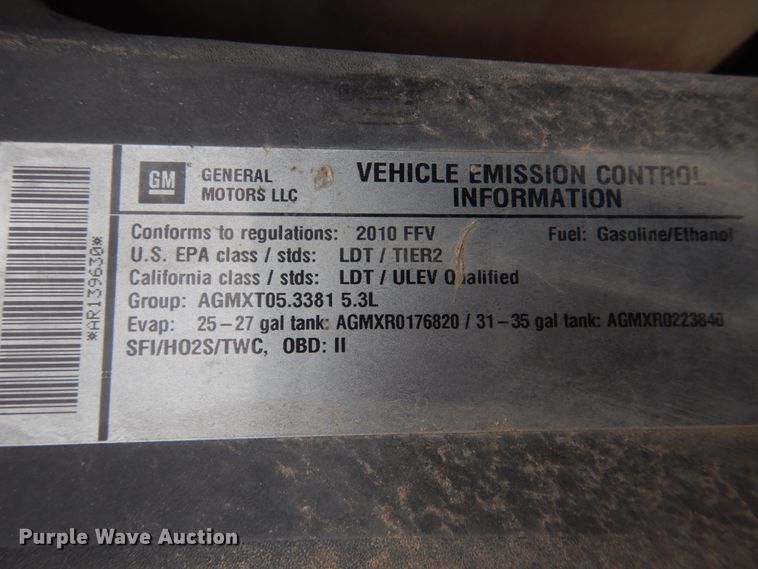 GM
GENERAL
MOTORS LLC
VEHICLE EMISSION CONTROL
INFORMATION
Conforms to regulations: 2010 FFV Fuel: Gasoline/Ethanol
U.S. EPA class / stds: LDT / TIER2
California class / stds: LDT / ULEV Qualified
Group: AGMXT05.3381 5.3L
Evap: 25-27 gal tank: AGMXR0176820 / 31-35 gal tank: AGMXR0223840
SFI/HO2S/TWC, OBD: II
*AR139630*
Purple Wave Auction